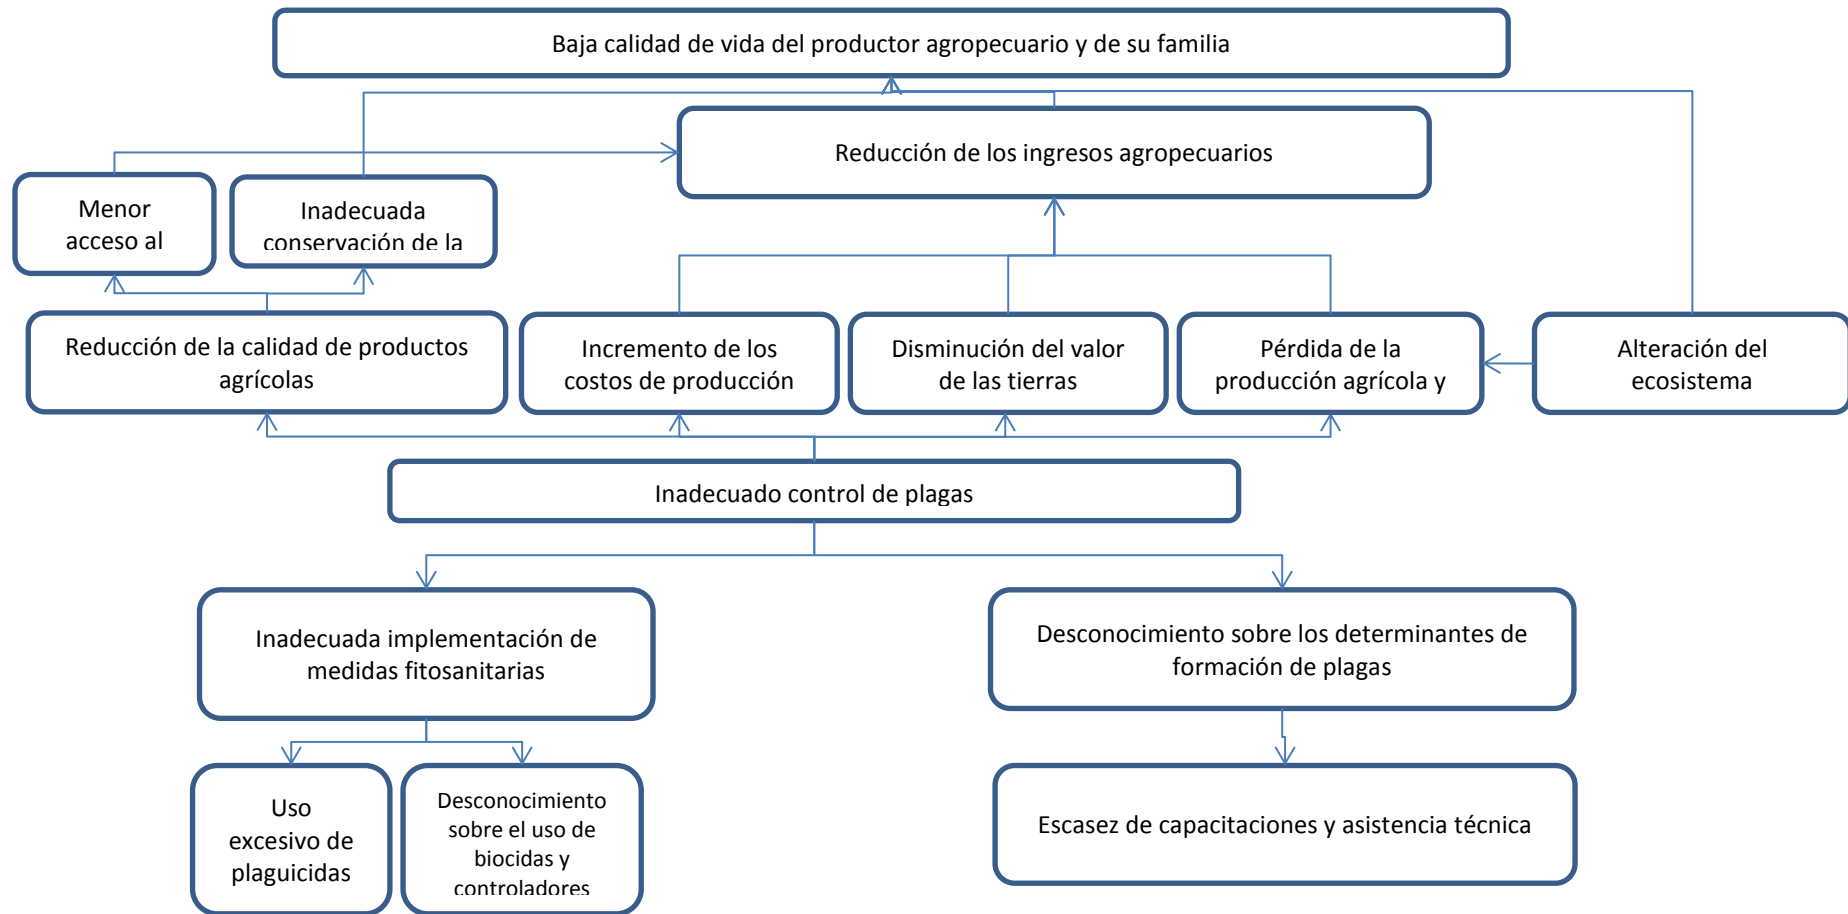 Baja calidad de vida del productor agropecuario y de su familia
Reducción de los ingresos agropecuarios
Menor
acceso al
Inadecuada
conservación de la
Reducción de la calidad de productos
agrícolas
Incremento de los
costos de producción
Disminución del valor
de las tierras
Pérdida de la
producción agrícola y
Alteración del
ecosistema
Inadecuado control de plagas
Inadecuada implementación de
medidas fitosanitarias
Desconocimiento sobre los determinantes de
formación de plagas
Uso
excesivo de
plaguicidas
Desconocimiento
sobre el uso de
biocidas y
controladores
Escasez de capacitaciones y asistencia técnica